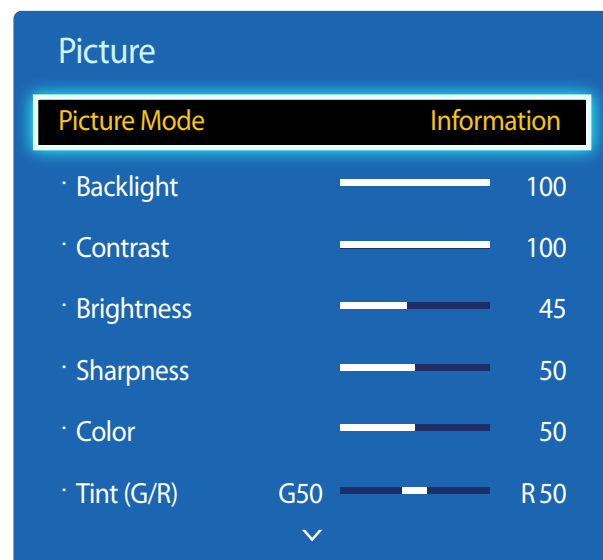 Picture
Picture Mode Information
· Backlight 100
· Contrast 100
· Brightness 45
· Sharpness 50
· Color 50
· Tint (G/R) G50 R50